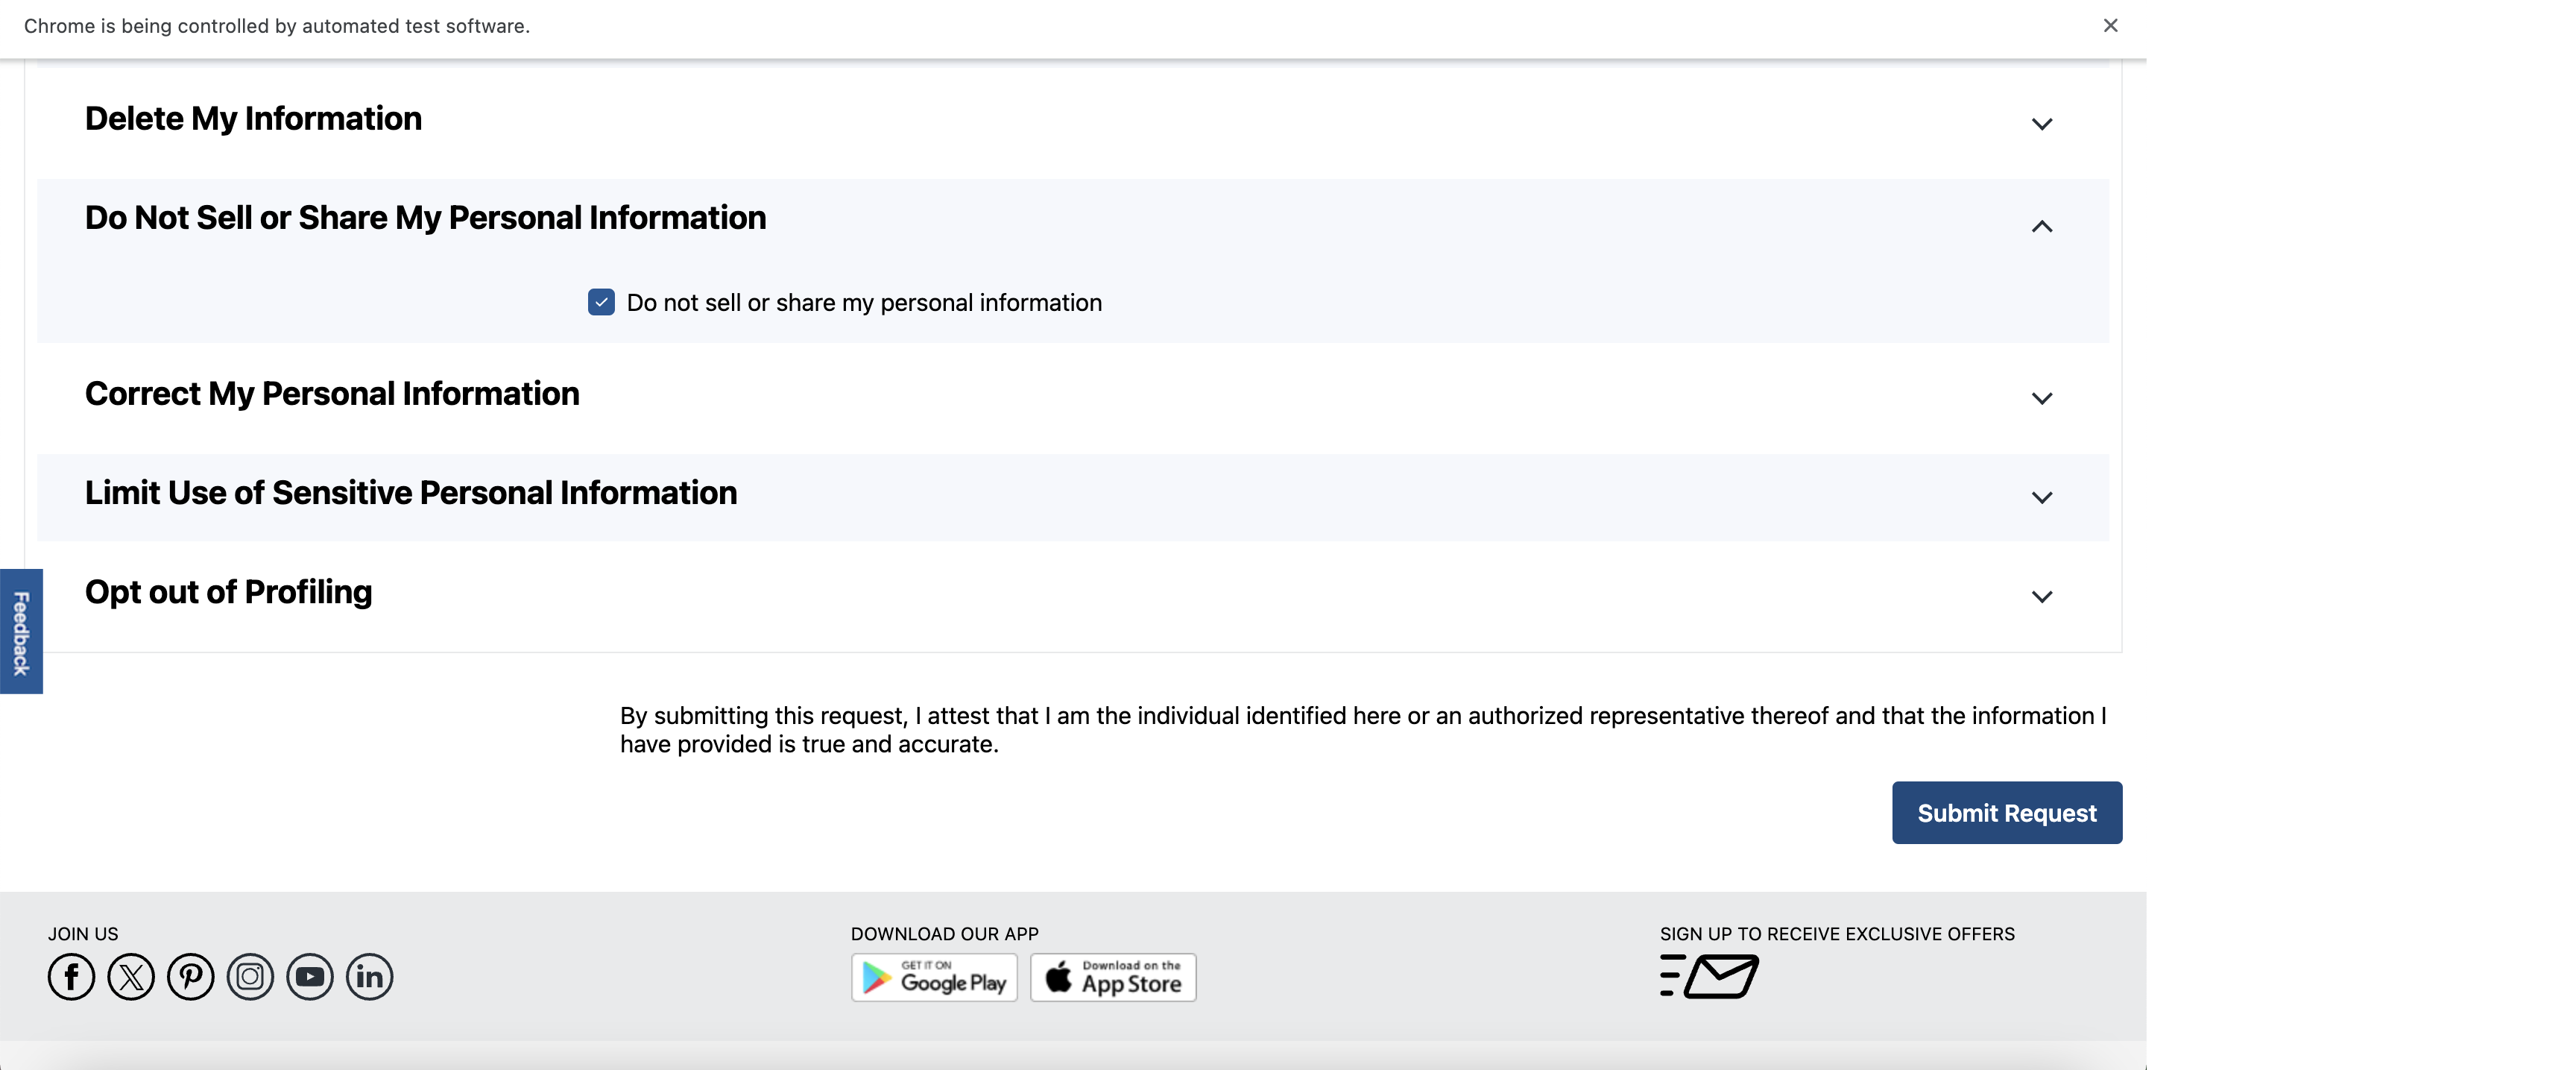 Chrome is being controlled by automated test software.
Delete My Information
Do Not Sell or Share My Personal Information
Do not sell or share my personal information
Correct My Personal Information
Limit Use of Sensitive Personal Information
Opt out of Profiling
Feedback
By submitting this request, I attest that I am the individual identified here or an authorized representative thereof and that the information I
have provided is true and accurate.
Submit Request
JOIN US
DOWNLOAD OUR APP
GET IT ON
Google Play
Download on the
App Store
SIGN UP TO RECEIVE EXCLUSIVE OFFERS